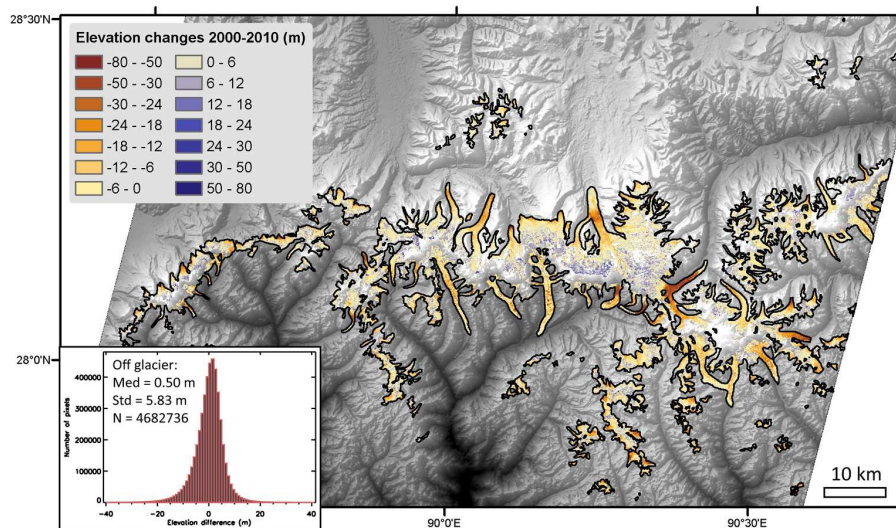 28°30'N
Elevation changes 2000-2010 (m)
-80 - -50
-50 - -30
-30 - -24
-24 - -18
-18 - -12
-12 - -6
-6 - 0
0 - 6
6 - 12
12 - 18
18 - 24
24 - 30
30 - 50
50 - 80
28°0'N
Off glacier:
Med = 0.50 m
Std = 5.83 m
N = 4682736
Number of pixels
400000
300000
200000
100000
0
-40
-20
0
20
40
Elevation difference (m)
10 km
90°0'E
90°30'E